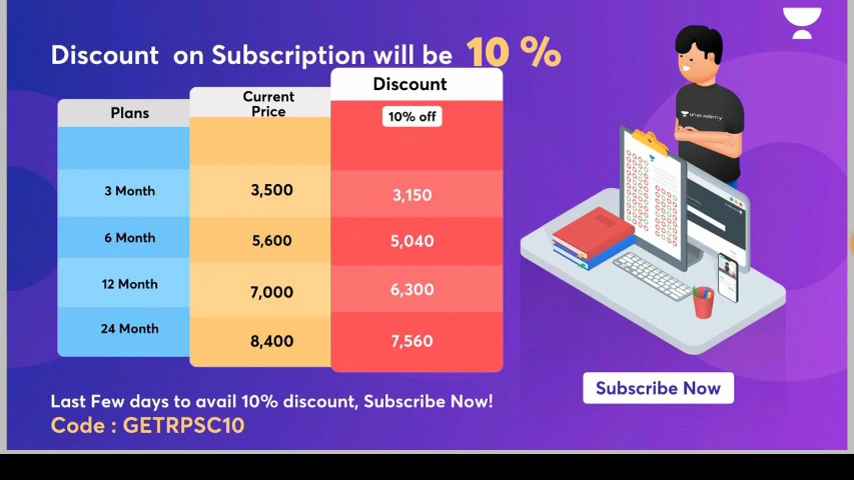 Discount on Subscription will be 10 %
Plans
Current
Price
Discount
10% off
3 Month
3,500
3,150
6 Month
5,600
5,040
12 Month
7,000
6,300
24 Month
8,400
7,560
unacademy
Subscribe Now
Last Few days to avail 10% discount, Subscribe Now!
Code : GETRPSC10